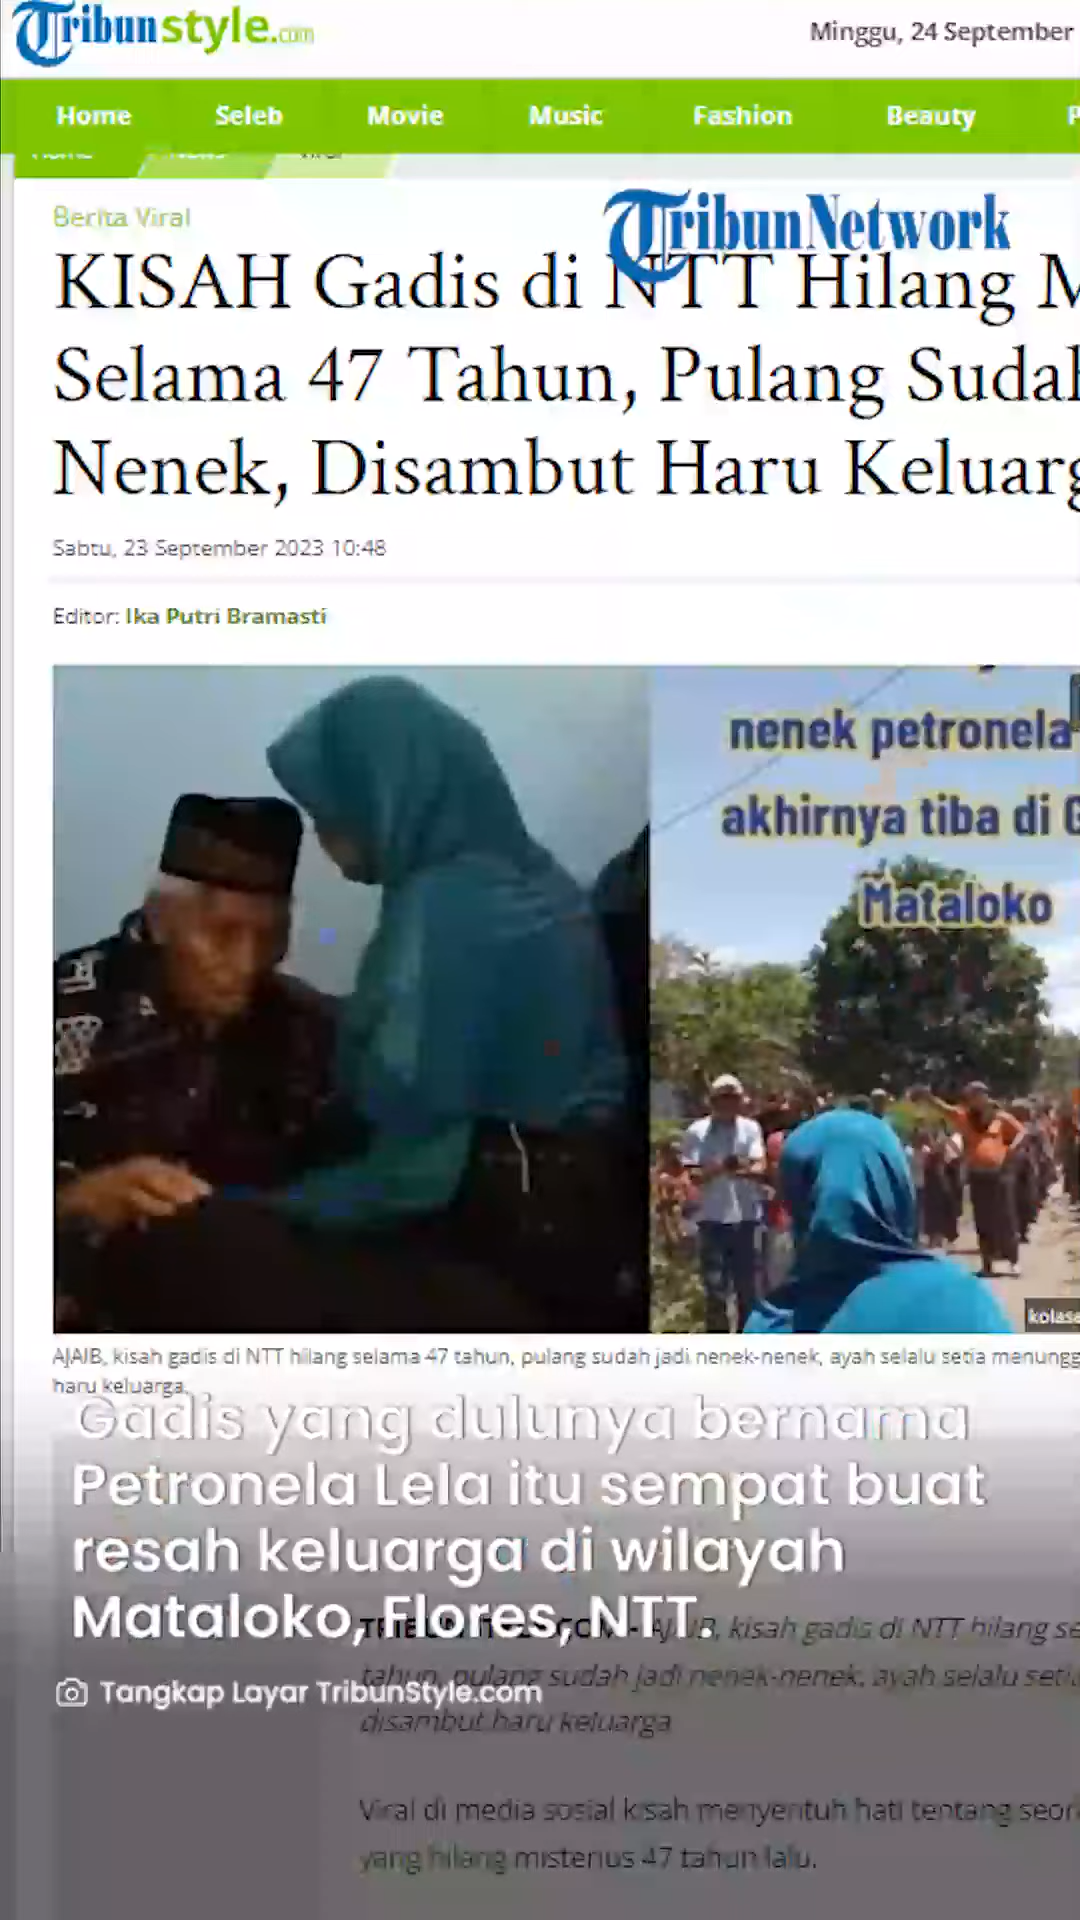 Tribunstyle.com
Minggu, 24 September
Home Seleb Movie Music Fashion Beauty
Home News Viral
Berita Viral
TribunNetwork
KISAH Gadis di NTT Hilang
Selama 47 Tahun, Pulang
Nenek, Disambut Haru
Sabtu, 23 September 2023 10:48
Editor: Ika Putri Bramasti
nenek petronela
akhirnya tiba di
Mataloko
AJAIB, kisah gadis di NTT hilang selama 47 tahun, pulang sudah jadi nenek-nenek, ayah selalu setia
haru keluarga.
Gadis yang dulunya bernama
Petronela Lela itu sempat buat
resah keluarga di wilayah
Mataloko, Flores, NTT
AJAIB, kisah gadis di NTT hilang
tahun, pulang sudah jadi nenek-nenek, ayah selalu
Tangkap Layar TribunStyle.com
disambut haru keluarga
Viral di media sosial kisah menyentuh hati tentang
yang hilang misterius 47 tahun lalu.